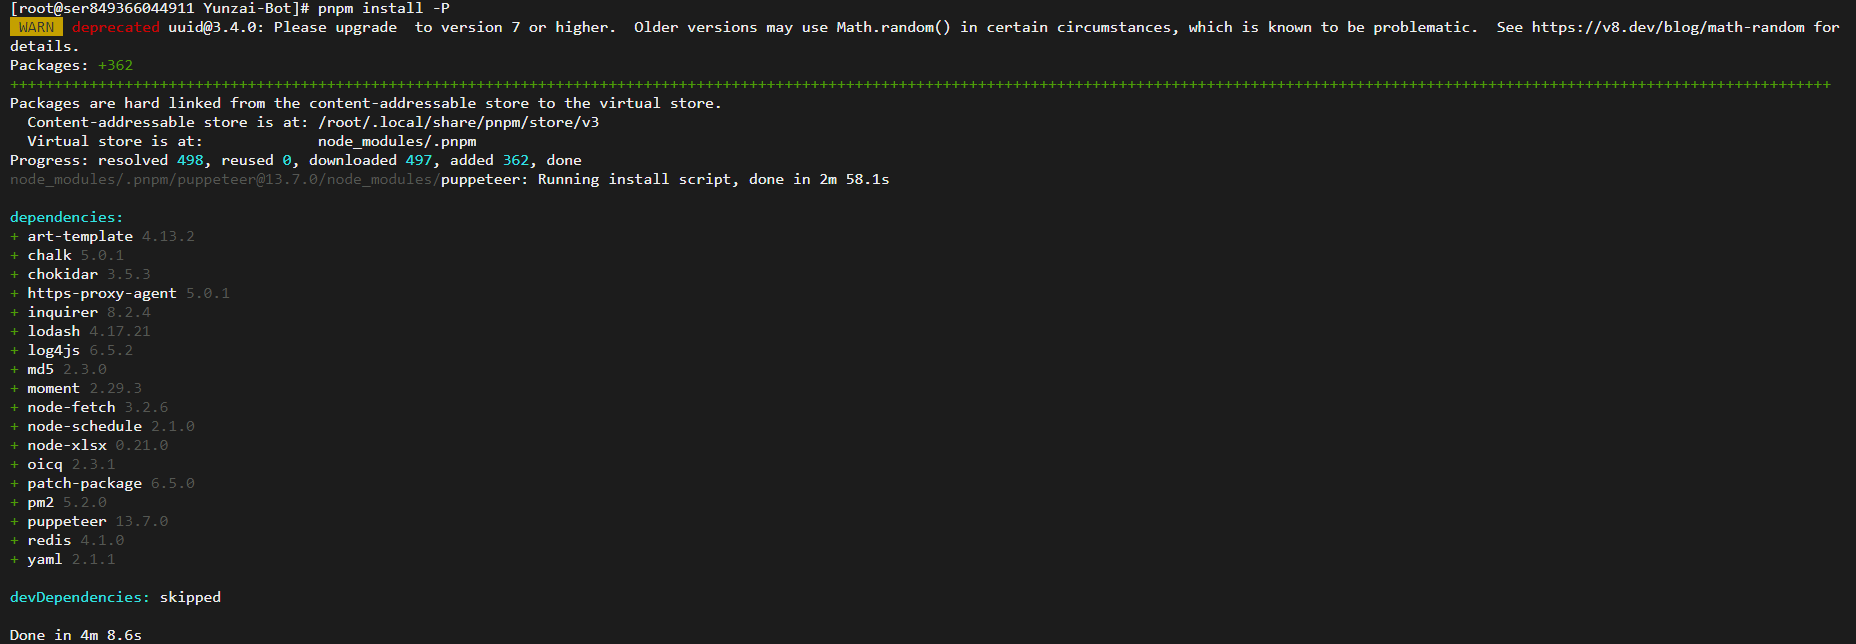 [root@ser849366044911 Yunzai-Bot]# pnpm install -P
 WARN  deprecated uuid@3.4.0: Please upgrade  to version 7 or higher.  Older versions may use Math.random() in certain circumstances, which is known to be problematic.  See https://v8.dev/blog/math-random for
details.
Packages: +362
++++++++++++++++++++++++++++++++++++++++++++++++++++++++++++++++++++++++++++++++++++++++++++++++++++++++++++++++++++++++++++++++++++++++++++++++++++++++++++++++++++++++++++++++++++++++++++++++++++++++++++++
Packages are hard linked from the content-addressable store to the virtual store.
  Content-addressable store is at: /root/.local/share/pnpm/store/v3
  Virtual store is at:             node_modules/.pnpm
Progress: resolved 498, reused 0, downloaded 497, added 362, done
node_modules/.pnpm/puppeteer@13.7.0/node_modules/puppeteer: Running install script, done in 2m 58.1s
dependencies:
+ art-template 4.13.2
+ chalk 5.0.1
+ chokidar 3.5.3
+ https-proxy-agent 5.0.1
+ inquirer 8.2.4
+ lodash 4.17.21
+ log4js 6.5.2
+ md5 2.3.0
+ moment 2.29.3
+ node-fetch 3.2.6
+ node-schedule 2.1.0
+ node-xlsx 0.21.0
+ oicq 2.3.1
+ patch-package 6.5.0
+ pm2 5.2.0
+ puppeteer 13.7.0
+ redis 4.1.0
+ yaml 2.1.1
devDependencies: skipped
Done in 4m 8.6s